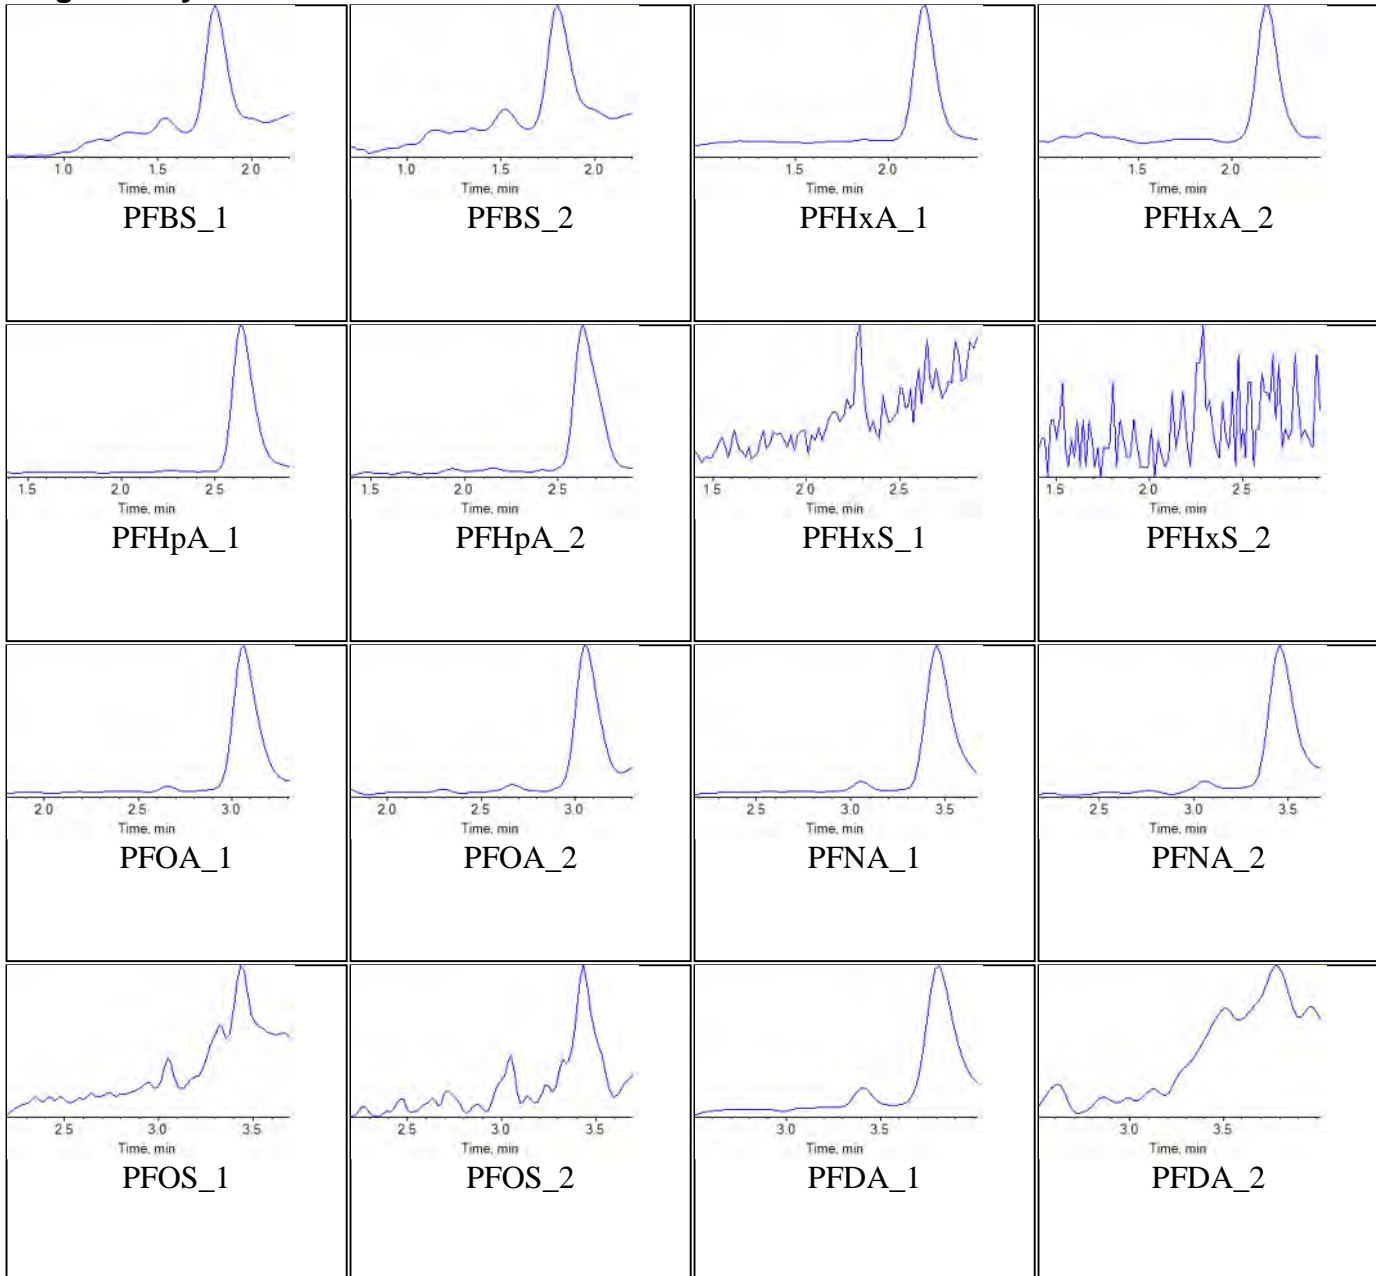 1.0 1.5 2.0
Time, min
PFBS_1
1.0 1.5 2.0
Time, min
PFBS_2
1.5 2.0
Time, min
PFHxA_1
1.5 2.0
Time, min
PFHxA_2
1.5 2.0 2.5
Time, min
PFHpA_1
1.5 2.0 2.5
Time, min
PFHpA_2
1.5 2.0 2.5
Time, min
PFHxS_1
1.5 2.0 2.5
Time, min
PFHxS_2
2.0 2.5 3.0
Time, min
PFOA_1
2.0 2.5 3.0
Time, min
PFOA_2
2.5 3.0 3.5
Time, min
PFNA_1
2.5 3.0 3.5
Time, min
PFNA_2
2.5 3.0 3.5
Time, min
PFOS_1
2.5 3.0 3.5
Time, min
PFOS_2
3.0 3.5
Time, min
PFDA_1
3.0 3.5
Time, min
PFDA_2